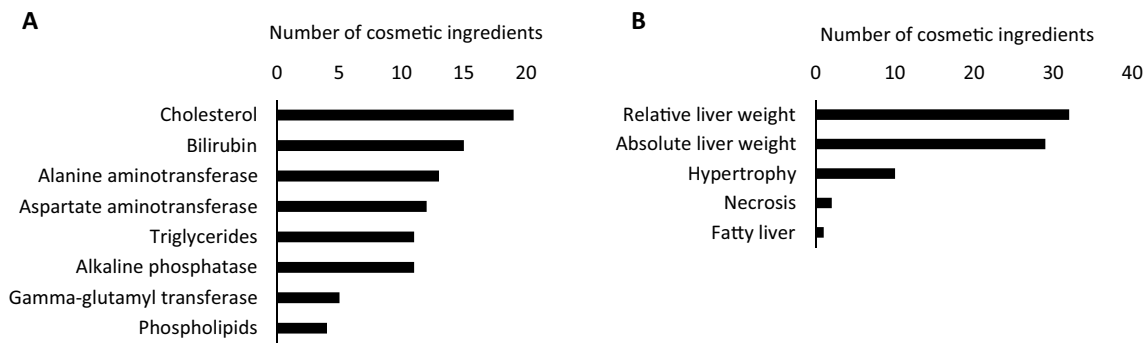 A
Number of cosmetic ingredients
0 5 10 15 20
Cholesterol
Bilirubin
Alanine aminotransferase
Aspartate aminotransferase
Triglycerides
Alkaline phosphatase
Gamma-glutamyl transferase
Phospholipids
B
Number of cosmetic ingredients
0 10 20 30 40
Relative liver weight
Absolute liver weight
Hypertrophy
Necrosis
Fatty liver